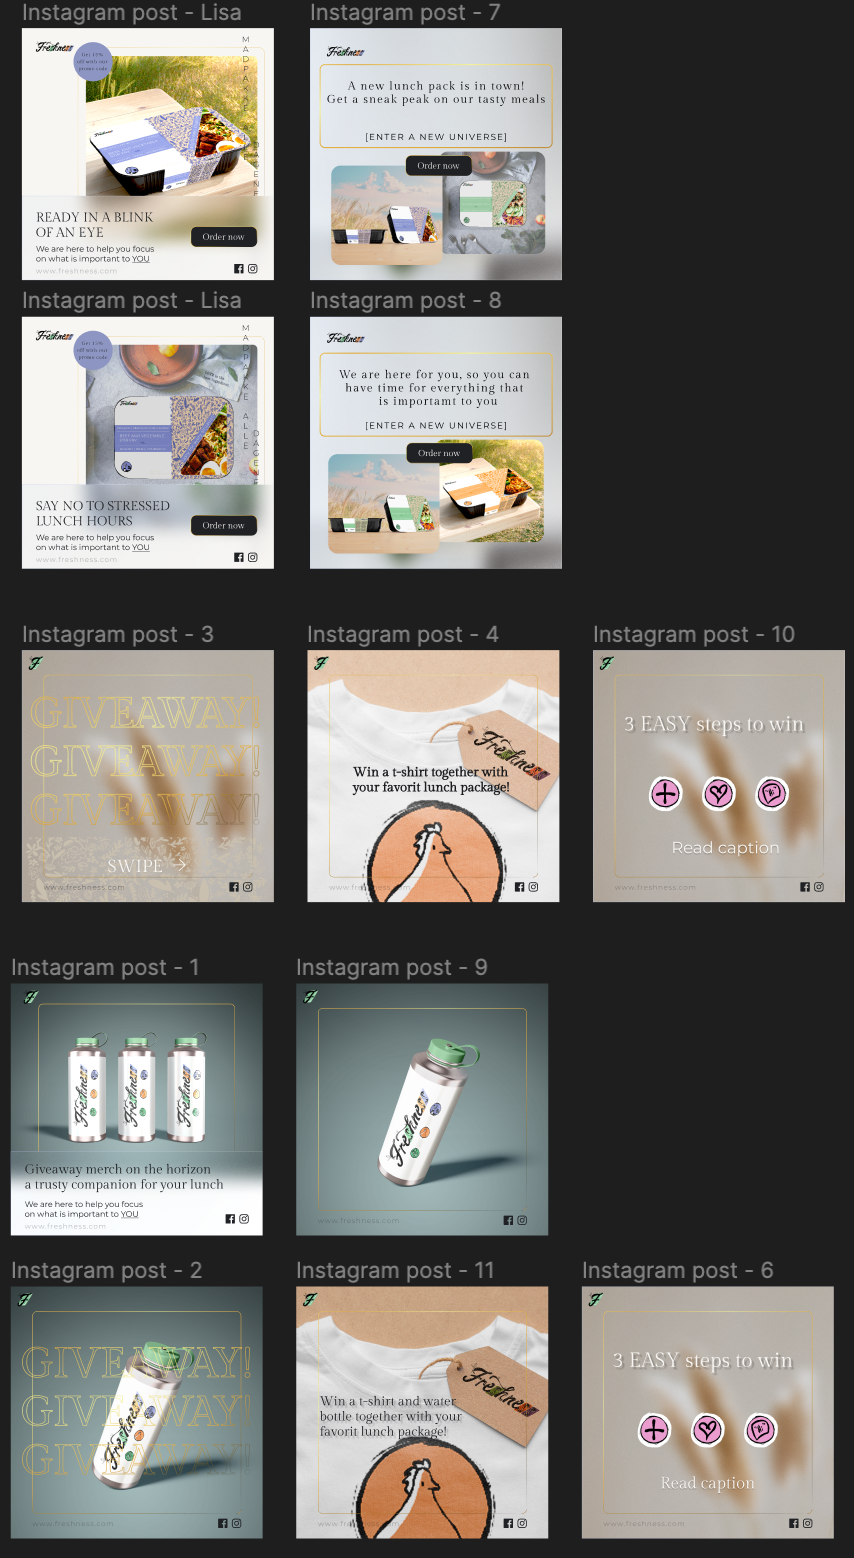 Instagram post - Lisa
Freshness
Get 15%
off with our
promo code
MADPAKKE ALLE
DAGENE
READY IN A BLINK
OF AN EYE
We are here to help you focus
on what is important to YOU
www.freshness.com
Order now
Instagram post - 7
Freshness
A new lunch pack is in town!
Get a sneak peak on our tasty meals
[ENTER A NEW UNIVERSE]
Order now
Instagram post - Lisa
Freshness
Get 15%
off with our
promo code
MADPAKKE ALLE
DAGENE
SAY NO TO STRESSED
LUNCH HOURS
We are here to help you focus
on what is important to YOU
www.freshness.com
Order now
Instagram post - 8
Freshness
We are here for you, so you can
have time for everything that
is importamt to you
[ENTER A NEW UNIVERSE]
Order now
Instagram post - 3
F
GIVEAWAY!
GIVEAWAY!
GIVEAWAY!
SWIPE →
www.freshness.com
Instagram post - 4
F
Freshness
Win a t-shirt together with
your favorit lunch package!
www.freshness.com
Instagram post - 10
F
3 EASY steps to win
Read caption
www.freshness.com
Instagram post - 1
F
Freshness
Freshness
Freshness
Giveaway merch on the horizon
a trusty companion for your lunch
We are here to help you focus
on what is important to YOU
www.freshness.com
Instagram post - 9
F
Freshness
www.freshness.com
Instagram post - 2
F
GIVEAWAY!
GIVEAWAY!
GIVEAWAY!
Freshness
www.freshness.com
Instagram post - 11
F
Freshness
Win a t-shirt and water
bottle together with your
favorit lunch package!
www.freshness.com
Instagram post - 6
F
3 EASY steps to win
Read caption
www.freshness.com